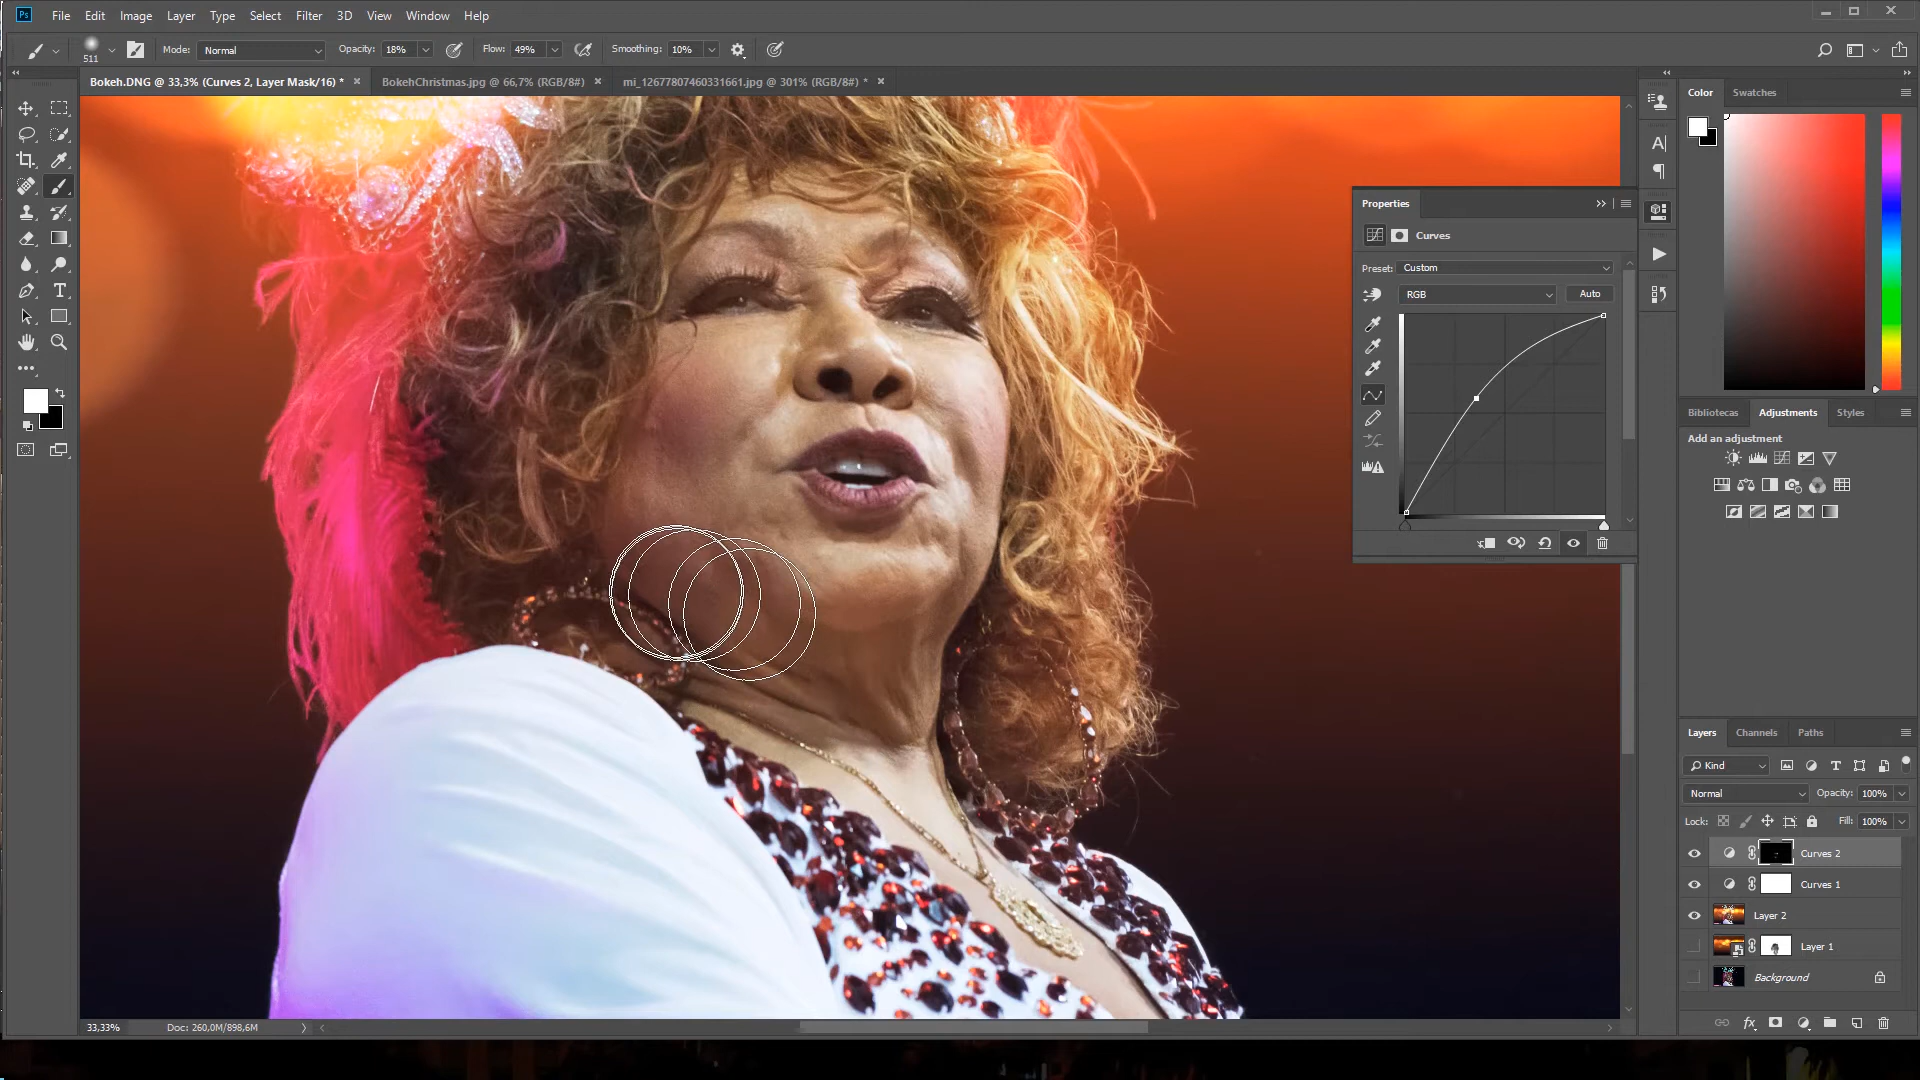 Ps File Edit Image Layer Type Select Filter 3D View Window Help
511 Mode: Normal Opacity: 18% Flow: 49% Smoothing: 10%
Bokeh.DNG @ 33,3% (Curves 2, Layer Mask/16) * BokehChristmas.jpg @ 66,7% (RGB/8#) mi_12677807460331661.jpg @ 301% (RGB/8#) *
Color Swatches
Properties
Curves
Preset: Custom
RGB Auto
Bibliotecas Adjustments Styles
Add an adjustment
Layers Channels Paths
Kind
Normal Opacity: 100%
Lock: Fill: 100%
Curves 2
Curves 1
Layer 2
Layer 1
Background
33,33% Doc: 260,0M/898,6M